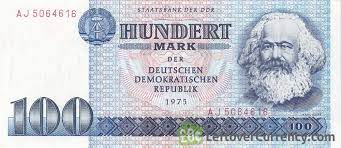 STAATSBANK DER DDR
AJ 5064616
HUNDERT
MARK
DER
DEUTSCHEN
DEMOKRATISCHEN
REPUBLIK
1975
AJ 5064616
100
100
leftovercurrency.com